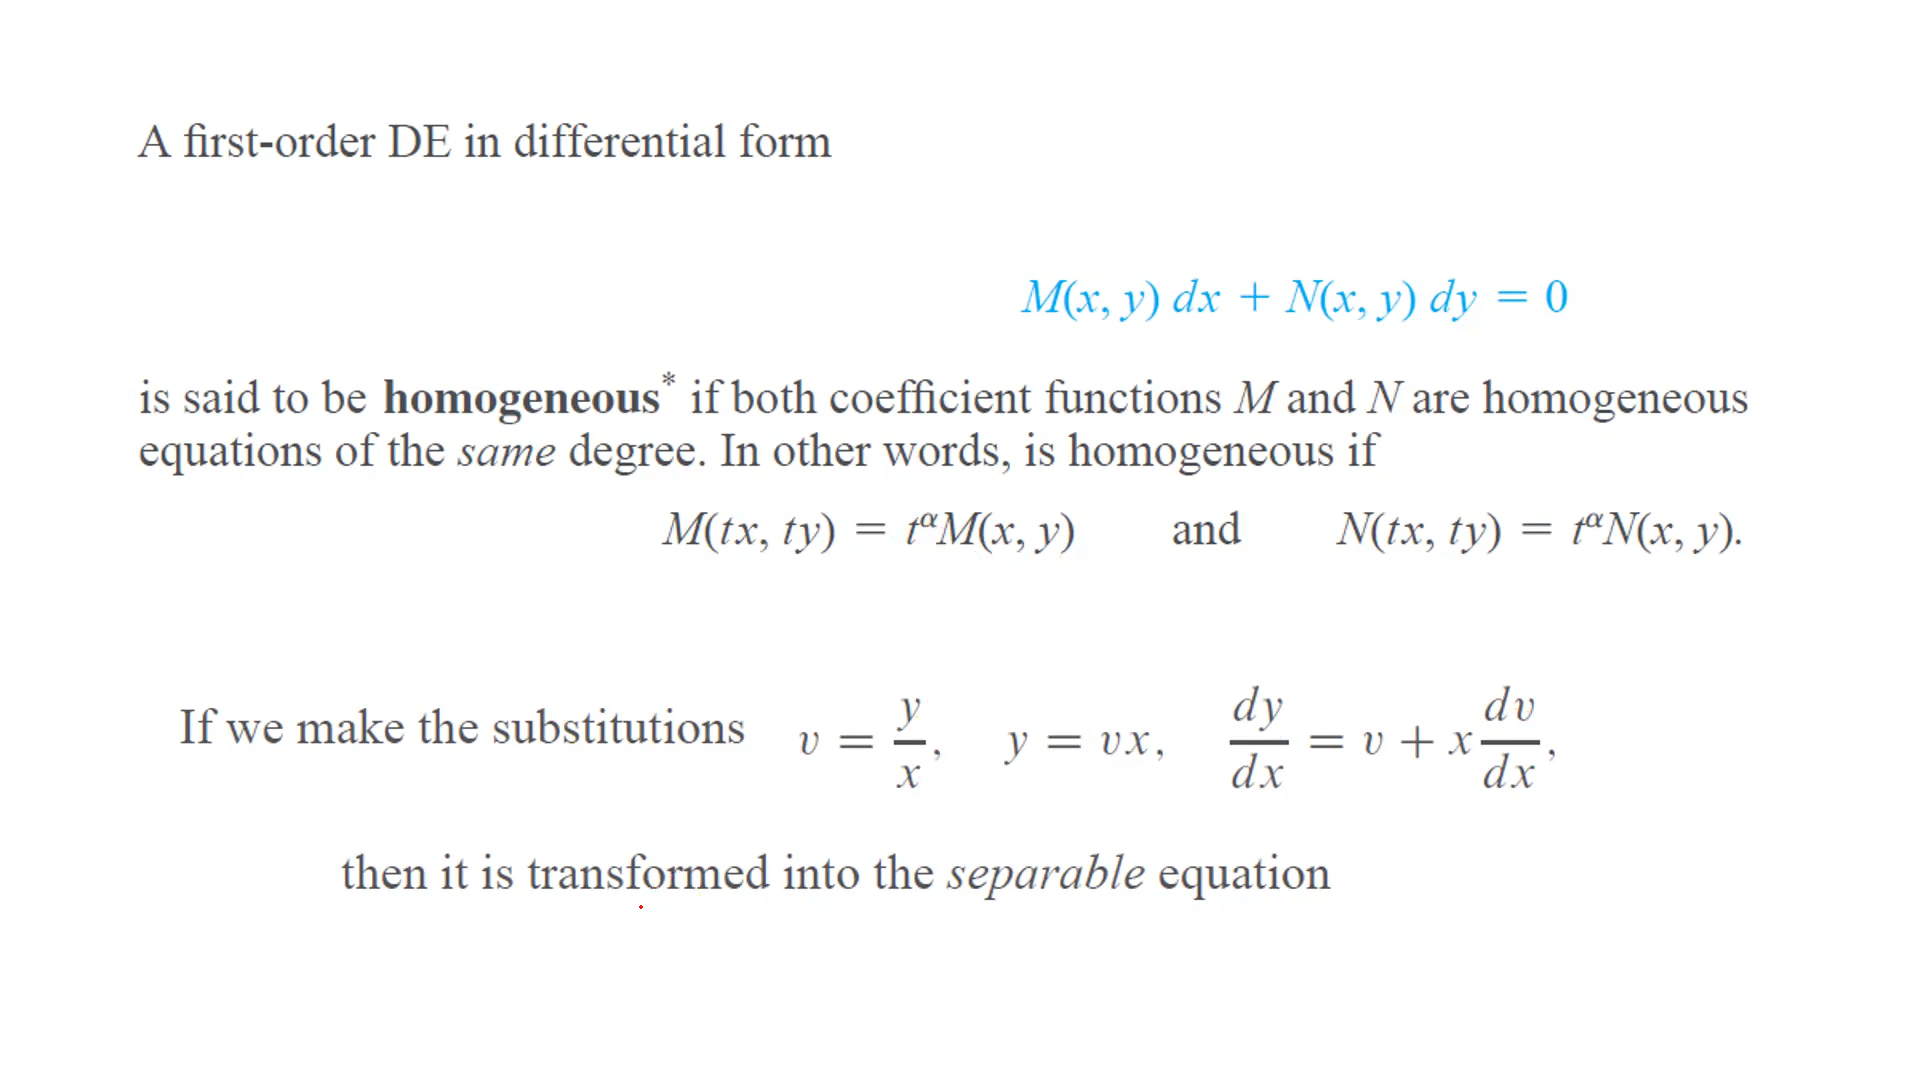 A first-order DE in differential form
M(x, y) dx + N(x, y) dy = 0
is said to be homogeneous* if both coefficient functions M and N are homogeneous
equations of the same degree. In other words, is homogeneous if
M(tx, ty) = t^α M(x, y) and N(tx, ty) = t^α N(x, y).
If we make the substitutions v = y/x, y = vx, dy/dx = v + x dv/dx,
then it is transformed into the separable equation